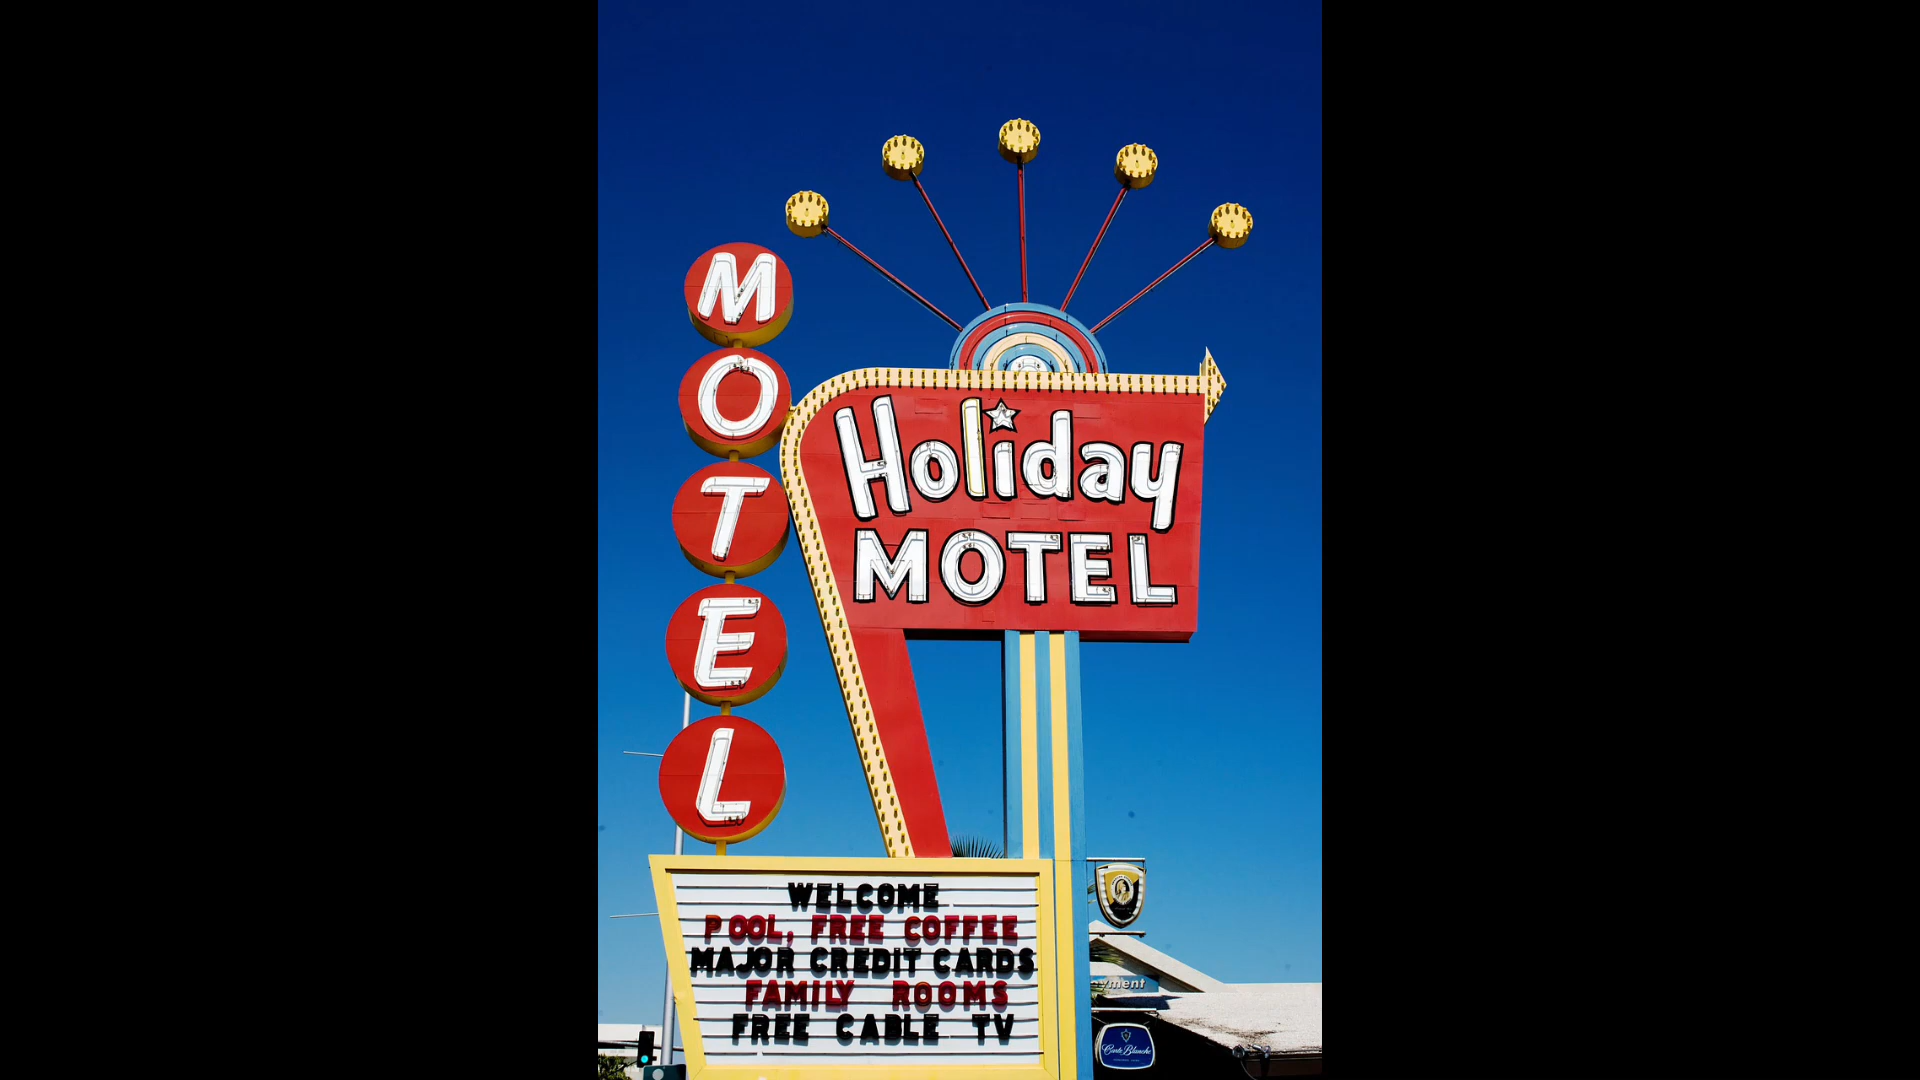 MOTEL
Holiday
MOTEL
WELCOME
POOL, FREE COFFEE
MAJOR CREDIT CARDS
FAMILY ROOMS
FREE CABLE TV
Carte Blanche